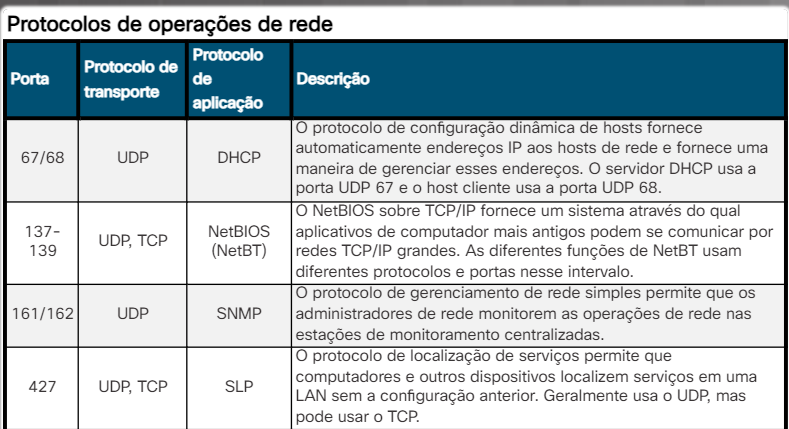 Protocolos de operações de rede
Porta
Protocolo de
transporte
Protocolo
de
aplicação
Descrição
67/68
UDP
DHCP
O protocolo de configuração dinâmica de hosts fornece
automaticamente endereços IP aos hosts de rede e fornece uma
maneira de gerenciar esses endereços. O servidor DHCP usa a
porta UDP 67 e o host cliente usa a porta UDP 68.
137-
139
UDP, TCP
NetBIOS
(NetBT)
O NetBIOS sobre TCP/IP fornece um sistema através do qual
aplicativos de computador mais antigos podem se comunicar por
redes TCP/IP grandes. As diferentes funções de NetBT usam
diferentes protocolos e portas nesse intervalo.
161/162
UDP
SNMP
O protocolo de gerenciamento de rede simples permite que os
administradores de rede monitorem as operações de rede nas
estações de monitoramento centralizadas.
427
UDP, TCP
SLP
O protocolo de localização de serviços permite que
computadores e outros dispositivos localizem serviços em uma
LAN sem a configuração anterior. Geralmente usa o UDP, mas
pode usar o TCP.